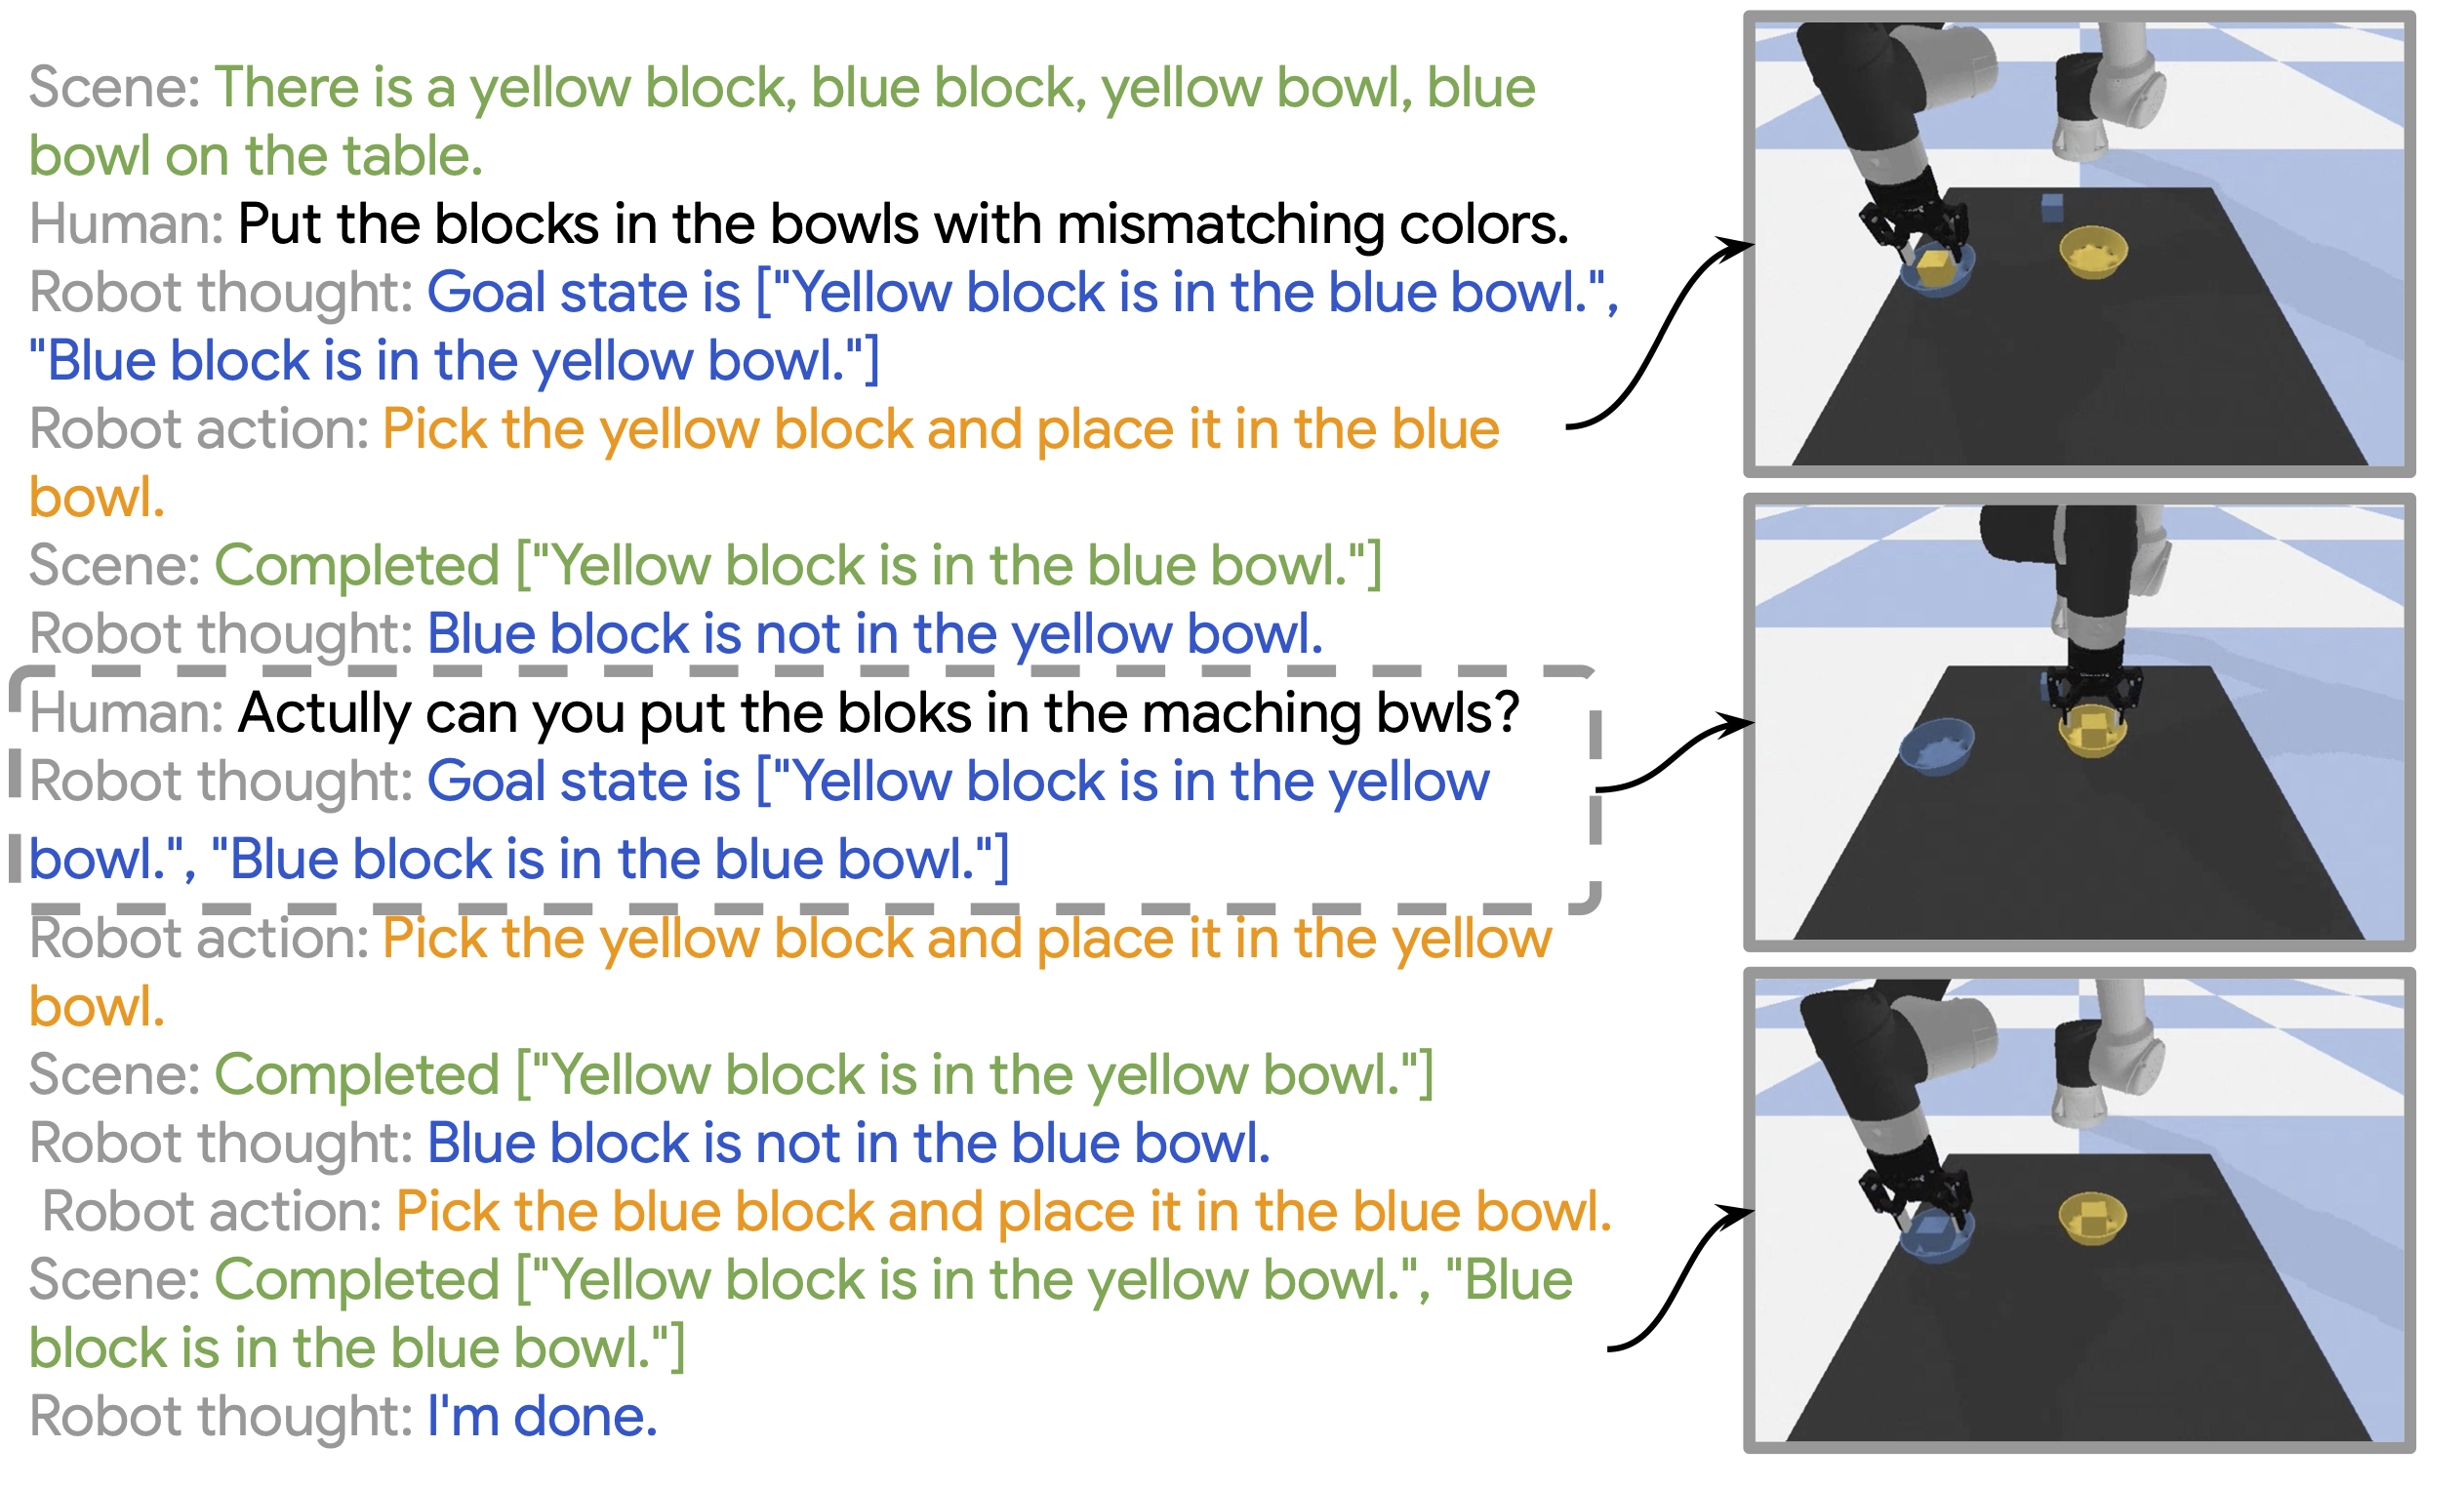 Scene: There is a yellow block, blue block, yellow bowl, blue
bowl on the table.
Human: Put the blocks in the bowls with mismatching colors.
Robot thought: Goal state is ["Yellow block is in the blue bowl.",
"Blue block is in the yellow bowl."]
Robot action: Pick the yellow block and place it in the blue
bowl.
Scene: Completed ["Yellow block is in the blue bowl."]
Robot thought: Blue block is not in the yellow bowl.
Human: Actully can you put the bloks in the maching bwls?
Robot thought: Goal state is ["Yellow block is in the yellow
bowl.", "Blue block is in the blue bowl."]
Robot action: Pick the yellow block and place it in the yellow
bowl.
Scene: Completed ["Yellow block is in the yellow bowl."]
Robot thought: Blue block is not in the blue bowl.
Robot action: Pick the blue block and place it in the blue bowl.
Scene: Completed ["Yellow block is in the yellow bowl.", "Blue
block is in the blue bowl."]
Robot thought: I'm done.